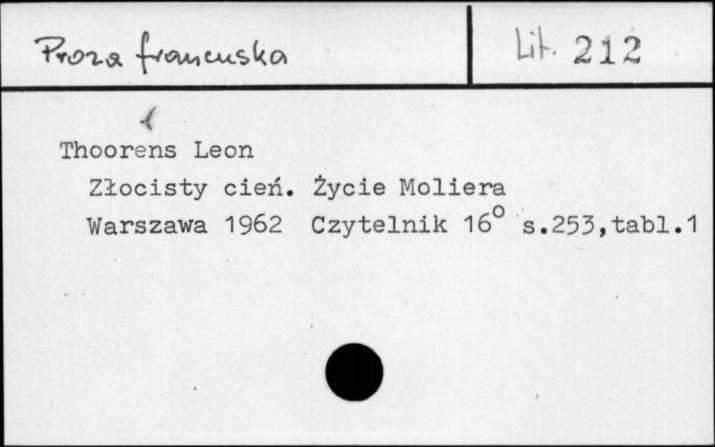 Proza francuska
Lit. 212
Thoorens Leon
Złocisty cień. Życie Moliera
Warszawa 1962 Czytelnik 16° s.253,tabl.1